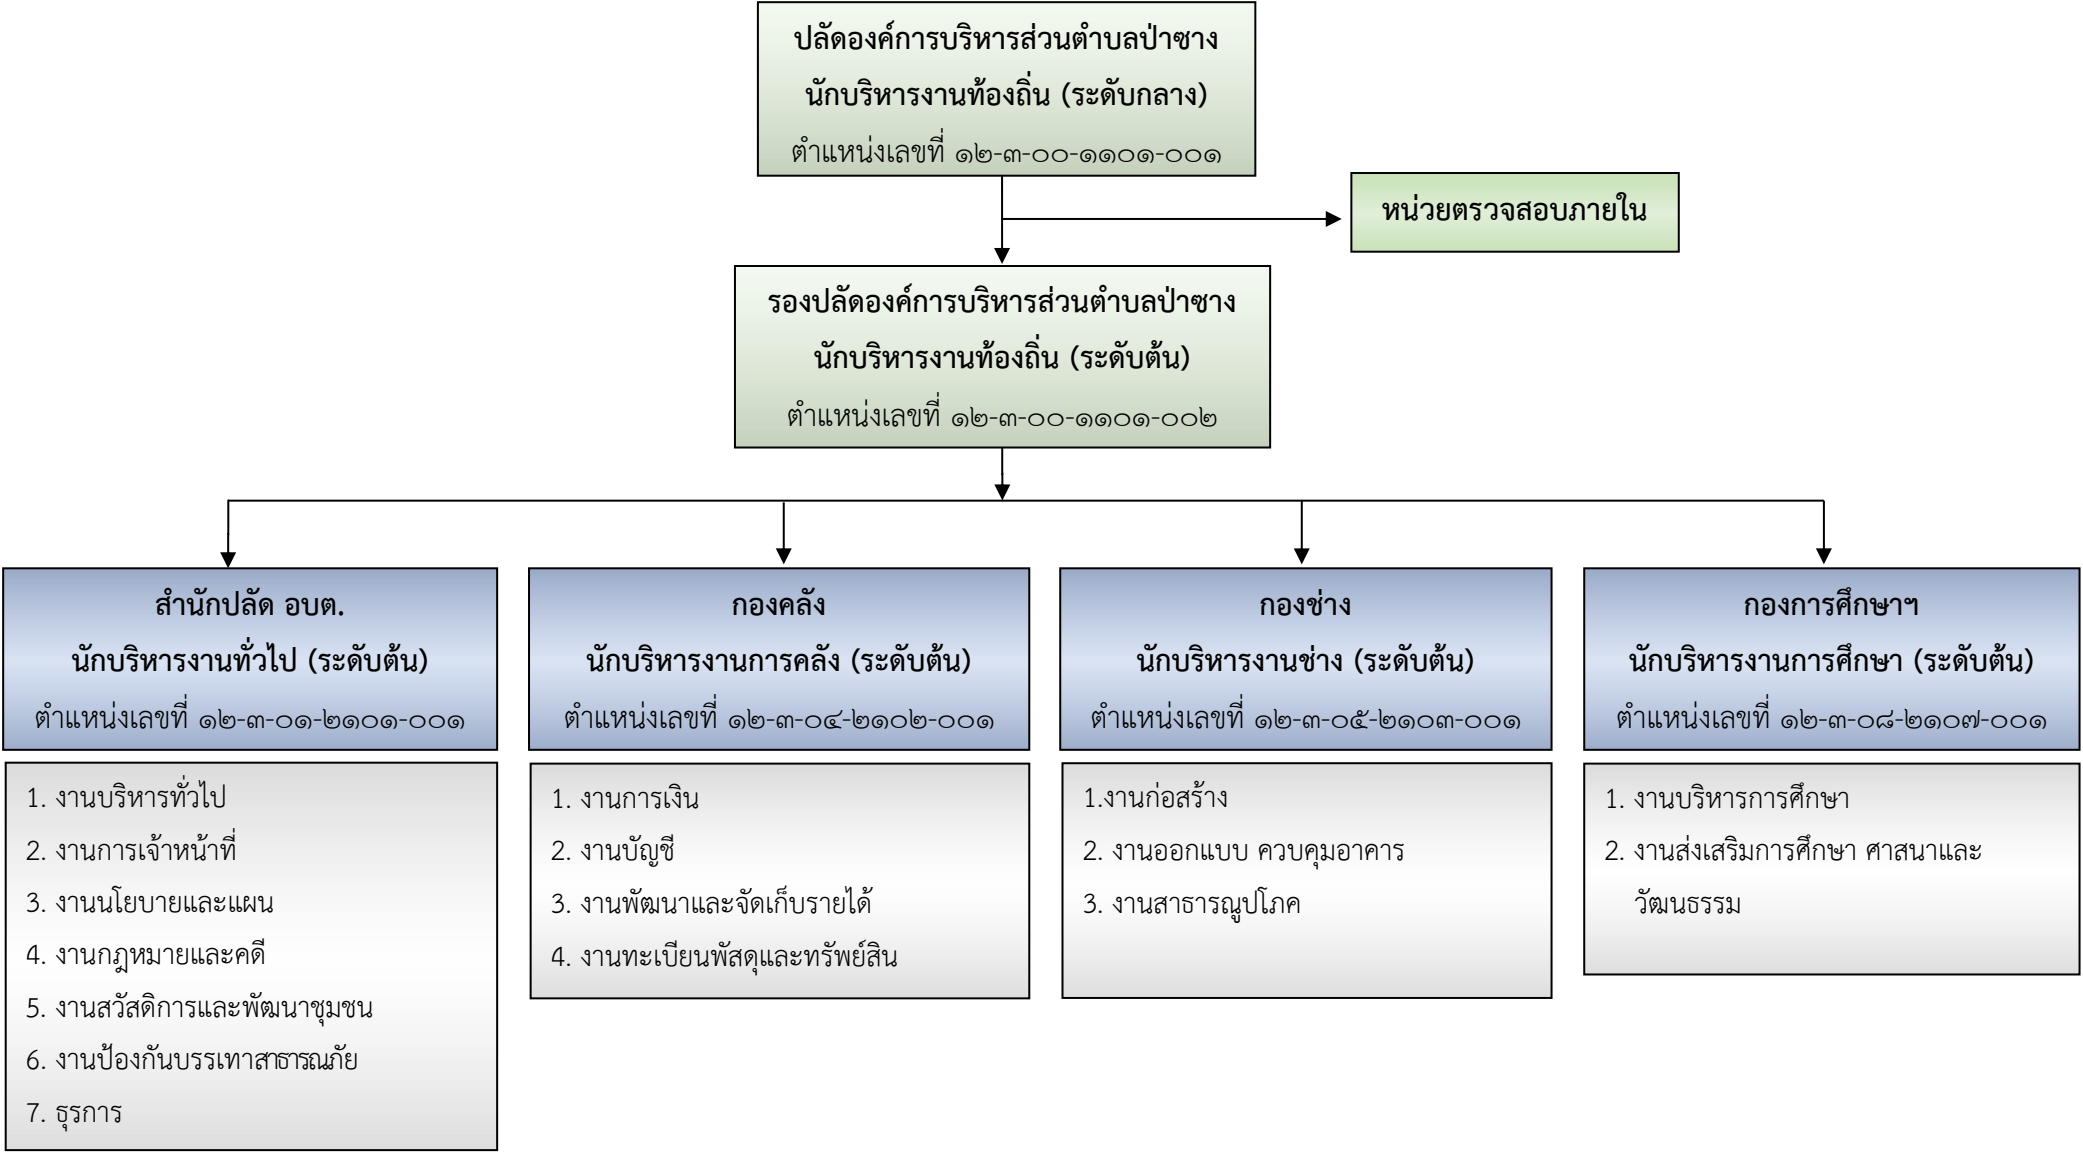 ปลัดองค์การบริหารส่วนตำบลป่าซาง
นักบริหารงานท้องถิ่น (ระดับกลาง)
ตำแหน่งเลขที่ ๑๒-๓-๐๐-๑๑๐๑-๐๐๑
หน่วยตรวจสอบภายใน
รองปลัดองค์การบริหารส่วนตำบลป่าซาง
นักบริหารงานท้องถิ่น (ระดับต้น)
ตำแหน่งเลขที่ ๑๒-๓-๐๐-๑๑๐๑-๐๐๒
สำนักปลัด อบต.
นักบริหารงานทั่วไป (ระดับต้น)
ตำแหน่งเลขที่ ๑๒-๓-๐๑-๒๑๐๑-๐๐๑
กองคลัง
นักบริหารงานการคลัง (ระดับต้น)
ตำแหน่งเลขที่ ๑๒-๓-๐๔-๒๑๐๒-๐๐๑
กองช่าง
นักบริหารงานช่าง (ระดับต้น)
ตำแหน่งเลขที่ ๑๒-๓-๐๕-๒๑๐๓-๐๐๑
กองการศึกษาฯ
นักบริหารงานการศึกษา (ระดับต้น)
ตำแหน่งเลขที่ ๑๒-๓-๐๘-๒๑๐๗-๐๐๑
1. งานบริหารทั่วไป
2. งานการเจ้าหน้าที่
3. งานนโยบายและแผน
4. งานกฎหมายและคดี
5. งานสวัสดิการและพัฒนาชุมชน
6. งานป้องกันบรรเทาสาธารณภัย
7. ธุรการ
1. งานการเงิน
2. งานบัญชี
3. งานพัฒนาและจัดเก็บรายได้
4. งานทะเบียนพัสดุและทรัพย์สิน
1.งานก่อสร้าง
2. งานออกแบบ ควบคุมอาคาร
3. งานสาธารณูปโภค
1. งานบริหารการศึกษา
2. งานส่งเสริมการศึกษา ศาสนาและ
วัฒนธรรม